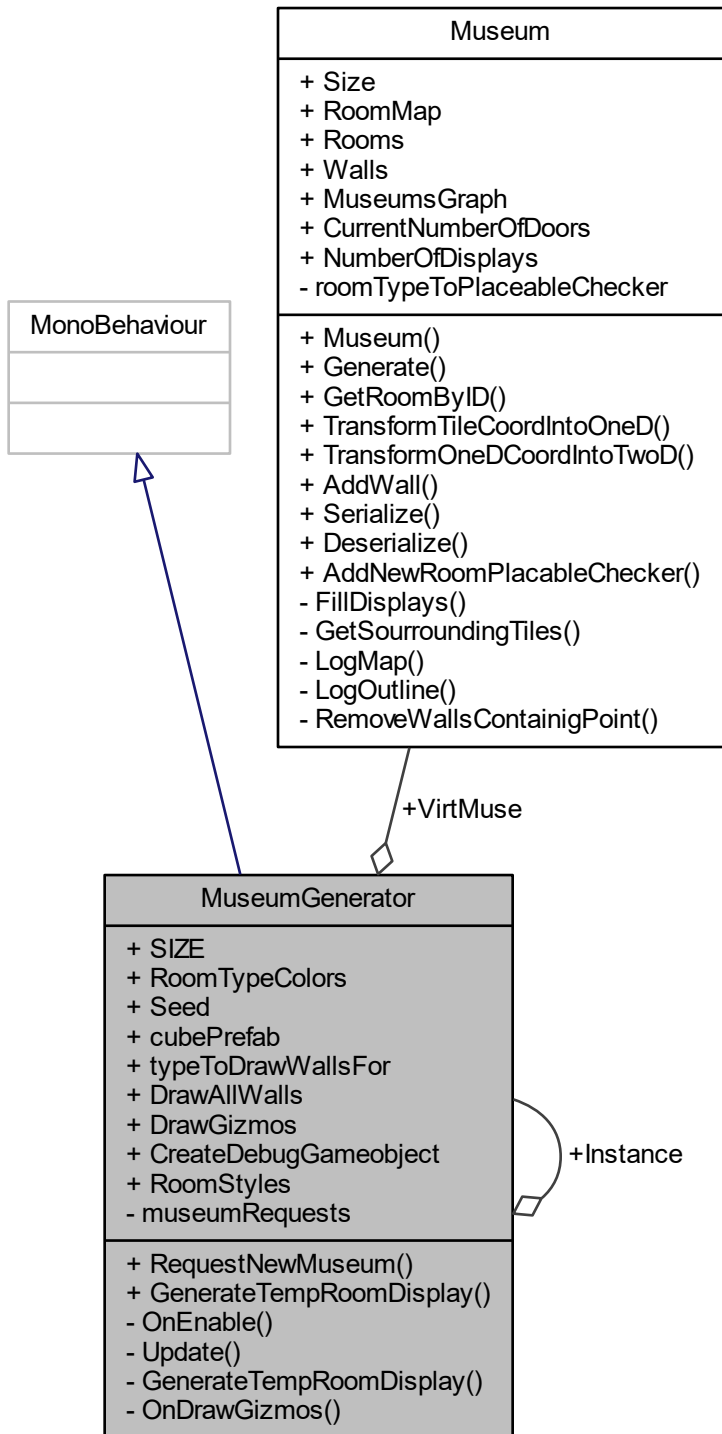 Museum
+ Size
+ RoomMap
+ Rooms
+ Walls
+ MuseumsGraph
+ CurrentNumberOfDoors
+ NumberOfDisplays
- roomTypeToPlaceableChecker
+ Museum()
+ Generate()
+ GetRoomByID()
+ TransformTileCoordIntoOneD()
+ TransformOneDCoordIntoTwoD()
+ AddWall()
+ Serialize()
+ Deserialize()
+ AddNewRoomPlacableChecker()
- FillDisplays()
- GetSourroundingTiles()
- LogMap()
- LogOutline()
- RemoveWallsContainigPoint()
MonoBehaviour
+VirtMuse
MuseumGenerator
+ SIZE
+ RoomTypeColors
+ Seed
+ cubePrefab
+ typeToDrawWallsFor
+ DrawAllWalls
+ DrawGizmos
+ CreateDebugGameobject
+ RoomStyles
- museumRequests
+ RequestNewMuseum()
+ GenerateTempRoomDisplay()
- OnEnable()
- Update()
- GenerateTempRoomDisplay()
- OnDrawGizmos()
+Instance